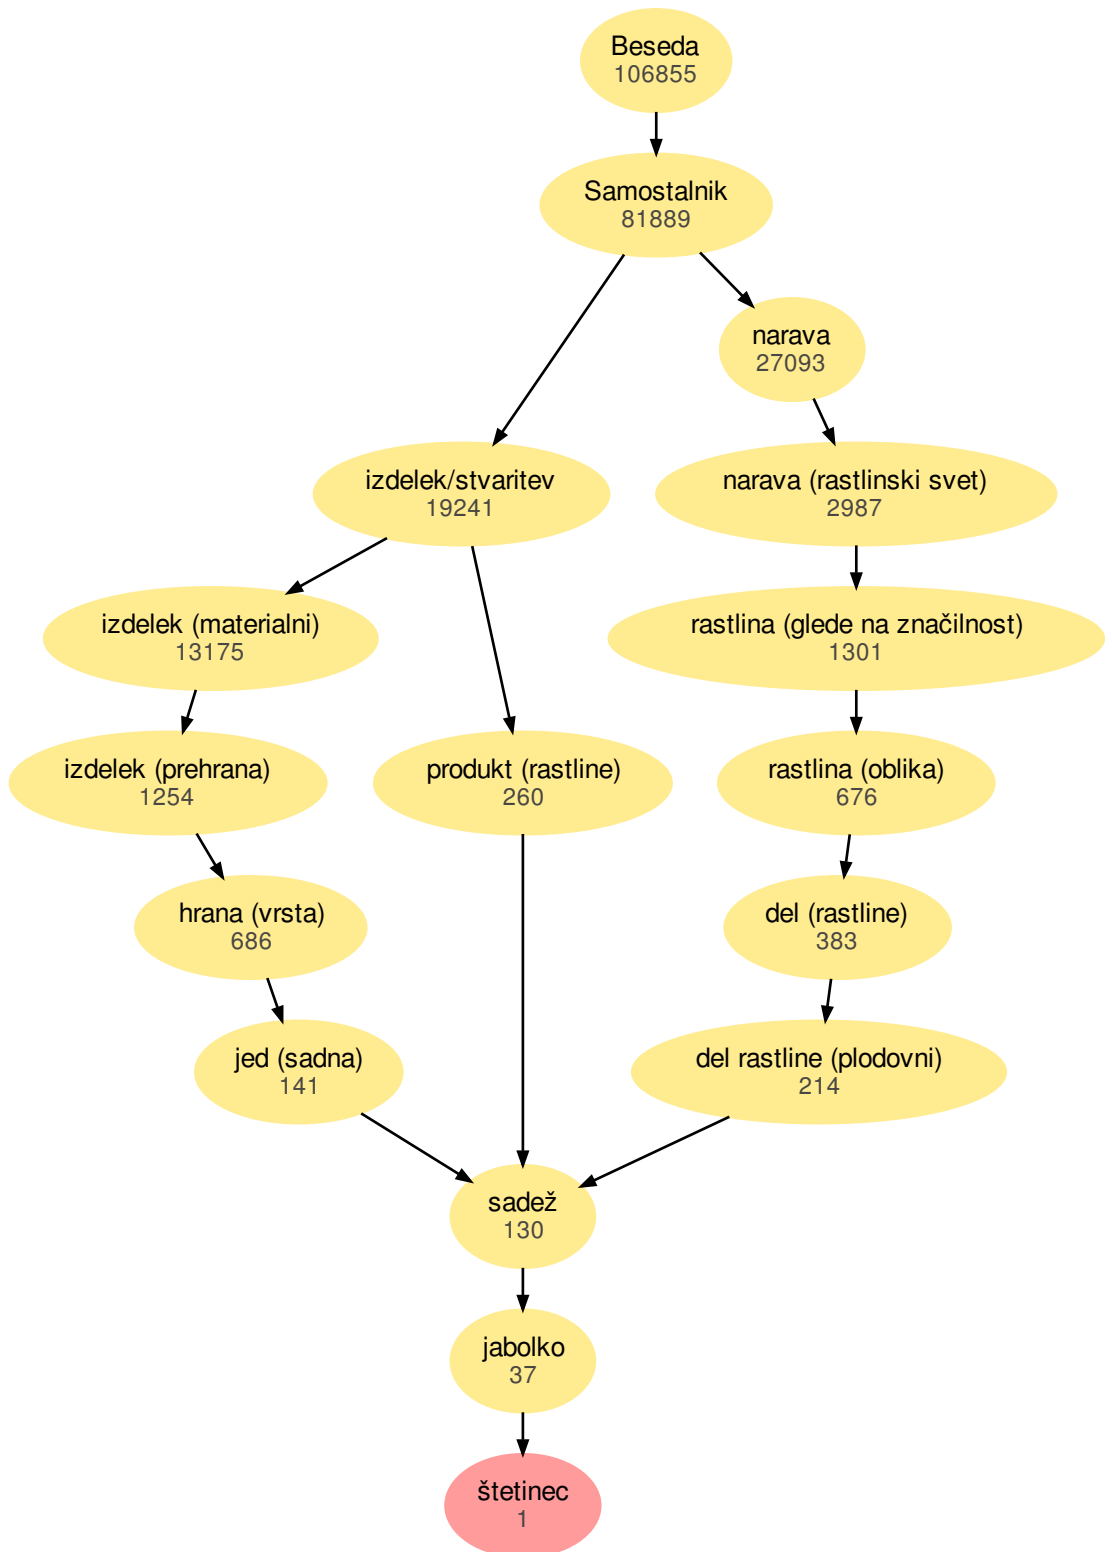 Beseda
106855
Samostalnik
81889
narava
27093
izdelek/stvaritev
19241
narava (rastlinski svet)
2987
izdelek (materialni)
13175
rastlina (glede na značilnost)
1301
izdelek (prehrana)
1254
produkt (rastline)
260
rastlina (oblika)
676
hrana (vrsta)
686
del (rastline)
383
jed (sadna)
141
del rastline (plodovni)
214
sadež
130
jabolko
37
štetinec
1